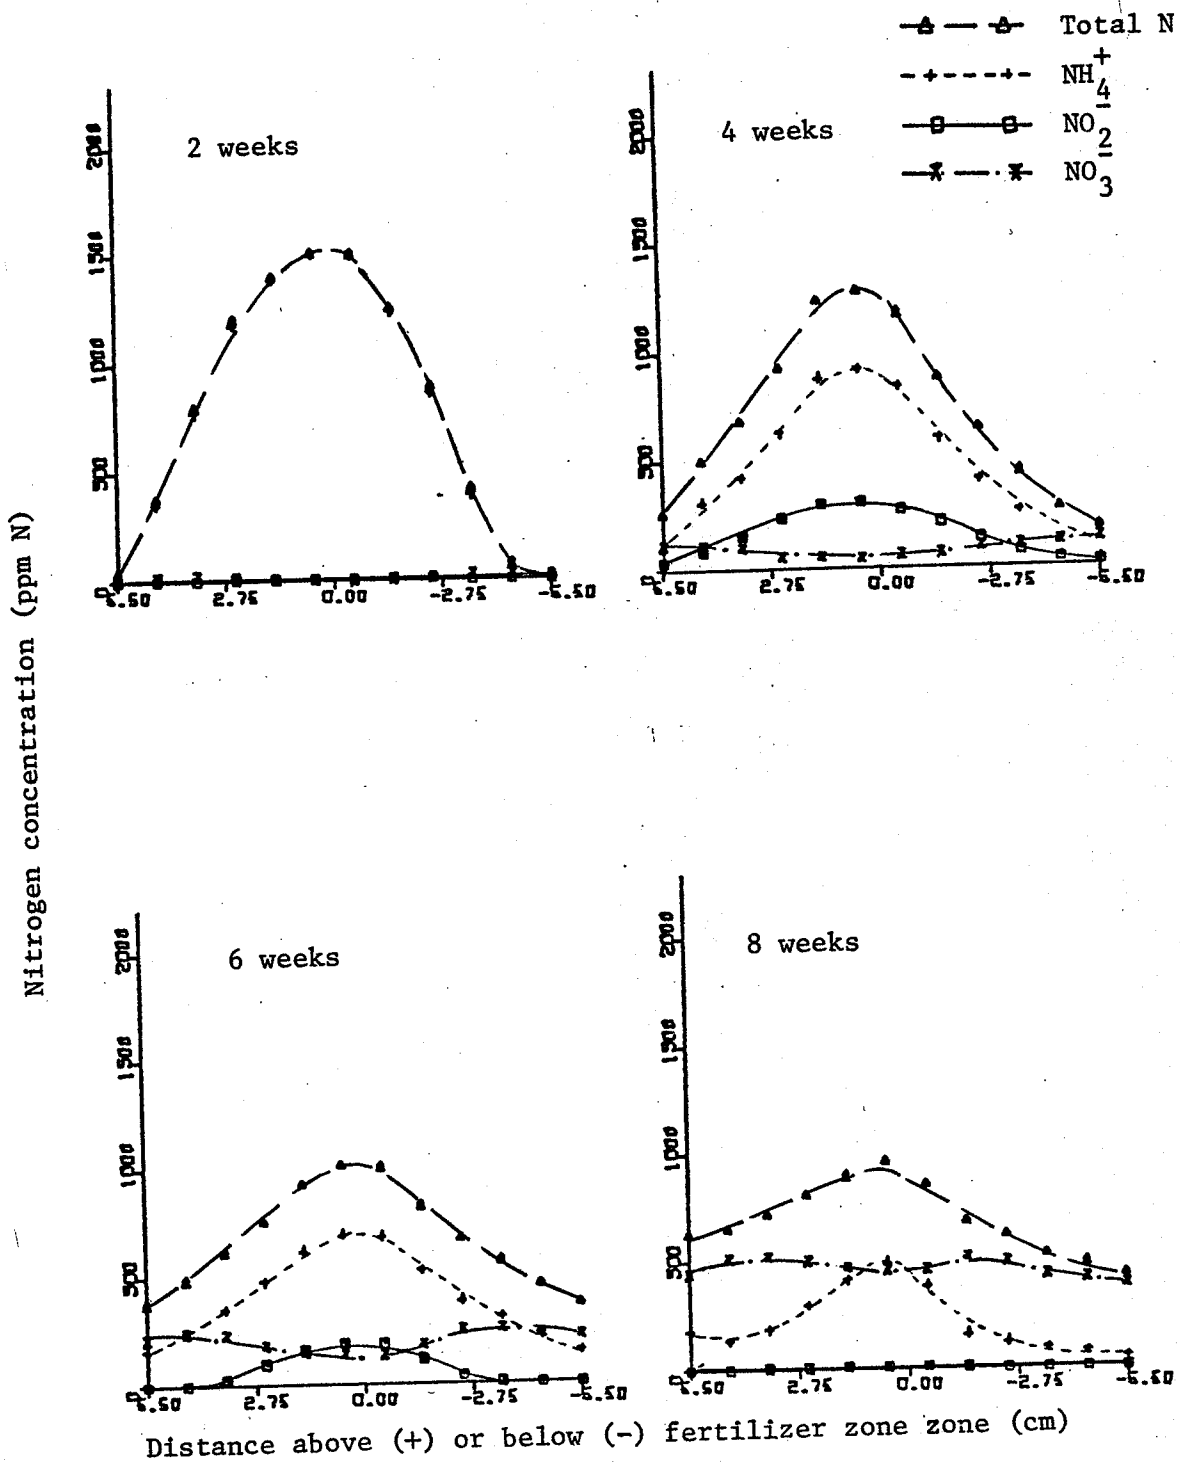 Total N
NH4+
NO2-
NO3-
2 weeks
2000
1500
1000
500
0
5.50 2.75 0.00 -2.75 -5.50
4 weeks
2000
1500
1000
500
0
5.50 2.75 0.00 -2.75 -5.50
Nitrogen concentration (ppm N)
6 weeks
2000
1500
1000
500
0
5.50 2.75 0.00 -2.75 -5.50
8 weeks
2000
1500
1000
500
0
5.50 2.75 0.00 -2.75 -5.50
Distance above (+) or below (-) fertilizer zone zone (cm)